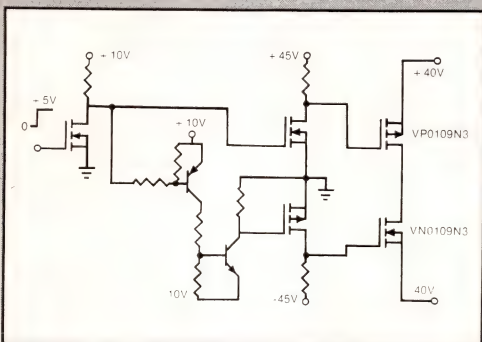 + 10V
+ 45V
+ 40V
+ 5V
0
VP0109N3
+ 10V
VN0109N3
10V
-45V
40V